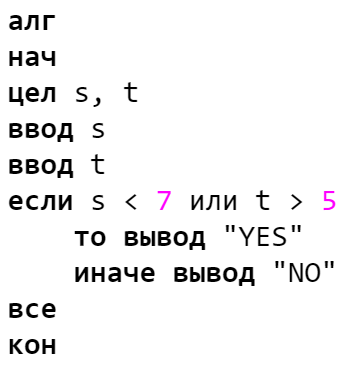 алг
нач
цел s, t
ввод s
ввод t
если s < 7 или t > 5
то вывод "YES"
иначе вывод "NO"
все
кон